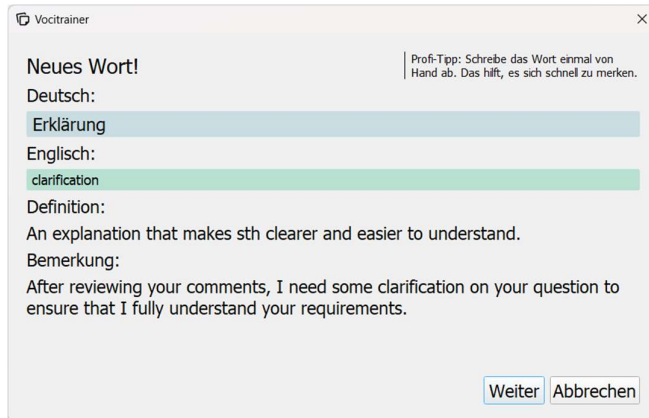 Vocitrainer
Neues Wort!
Profi-Tipp: Schreibe das Wort einmal von
Hand ab. Das hilft, es sich schnell zu merken.
Deutsch:
Erklärung
Englisch:
clarification
Definition:
An explanation that makes sth clearer and easier to understand.
Bemerkung:
After reviewing your comments, I need some clarification on your question to
ensure that I fully understand your requirements.
Weiter Abbrechen